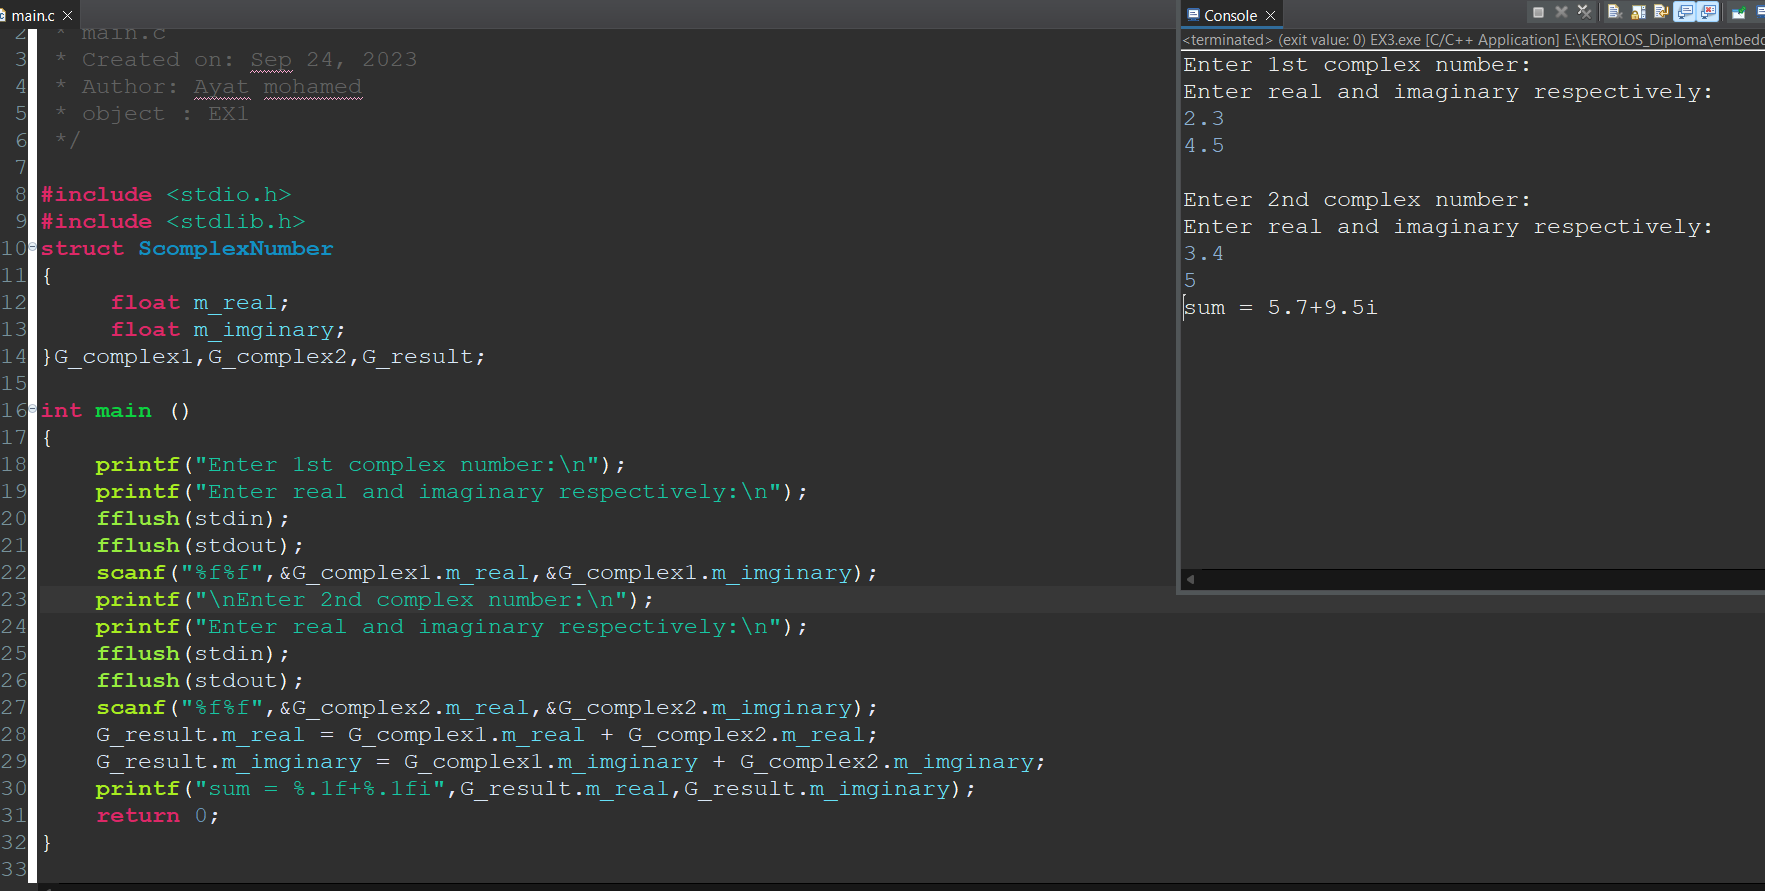 main.c
2 * main.c
3 * Created on: Sep 24, 2023
4 * Author: Ayat mohamed
5 * object : EX1
6 */
7
8 #include <stdio.h>
9 #include <stdlib.h>
10 struct ScomplexNumber
11 {
12 float m_real;
13 float m_imginary;
14 }G_complex1,G_complex2,G_result;
15
16 int main ()
17 {
18 printf("Enter 1st complex number:\n");
19 printf("Enter real and imaginary respectively:\n");
20 fflush(stdin);
21 fflush(stdout);
22 scanf("%f%f",&G_complex1.m_real,&G_complex1.m_imginary);
23 printf("\nEnter 2nd complex number:\n");
24 printf("Enter real and imaginary respectively:\n");
25 fflush(stdin);
26 fflush(stdout);
27 scanf("%f%f",&G_complex2.m_real,&G_complex2.m_imginary);
28 G_result.m_real = G_complex1.m_real + G_complex2.m_real;
29 G_result.m_imginary = G_complex1.m_imginary + G_complex2.m_imginary;
30 printf("sum = %.1f+%.1fi",G_result.m_real,G_result.m_imginary);
31 return 0;
32 }
33
Console
<terminated> (exit value: 0) EX3.exe [C/C++ Application] E:\KEROLOS_Diploma\embedd
Enter 1st complex number:
Enter real and imaginary respectively:
2.3
4.5
Enter 2nd complex number:
Enter real and imaginary respectively:
3.4
5
sum = 5.7+9.5i